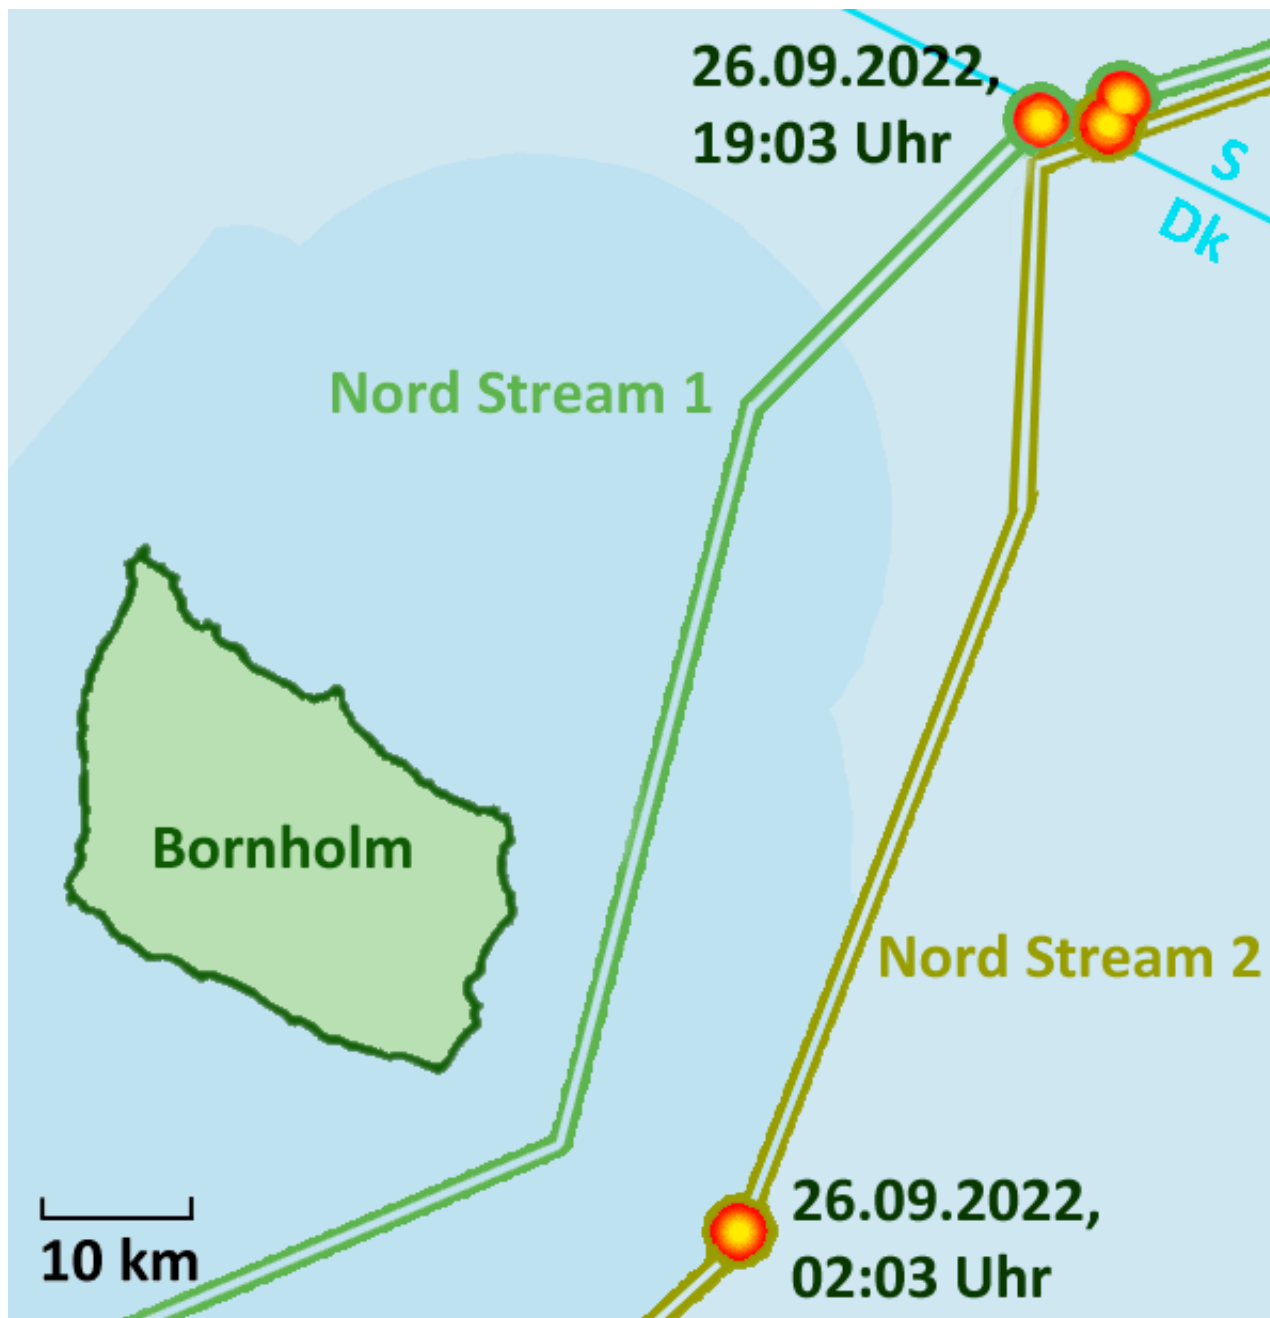 26.09.2022,
19:03 Uhr
S
Dk
Nord Stream 1
Bornholm
Nord Stream 2
26.09.2022,
02:03 Uhr
10 km